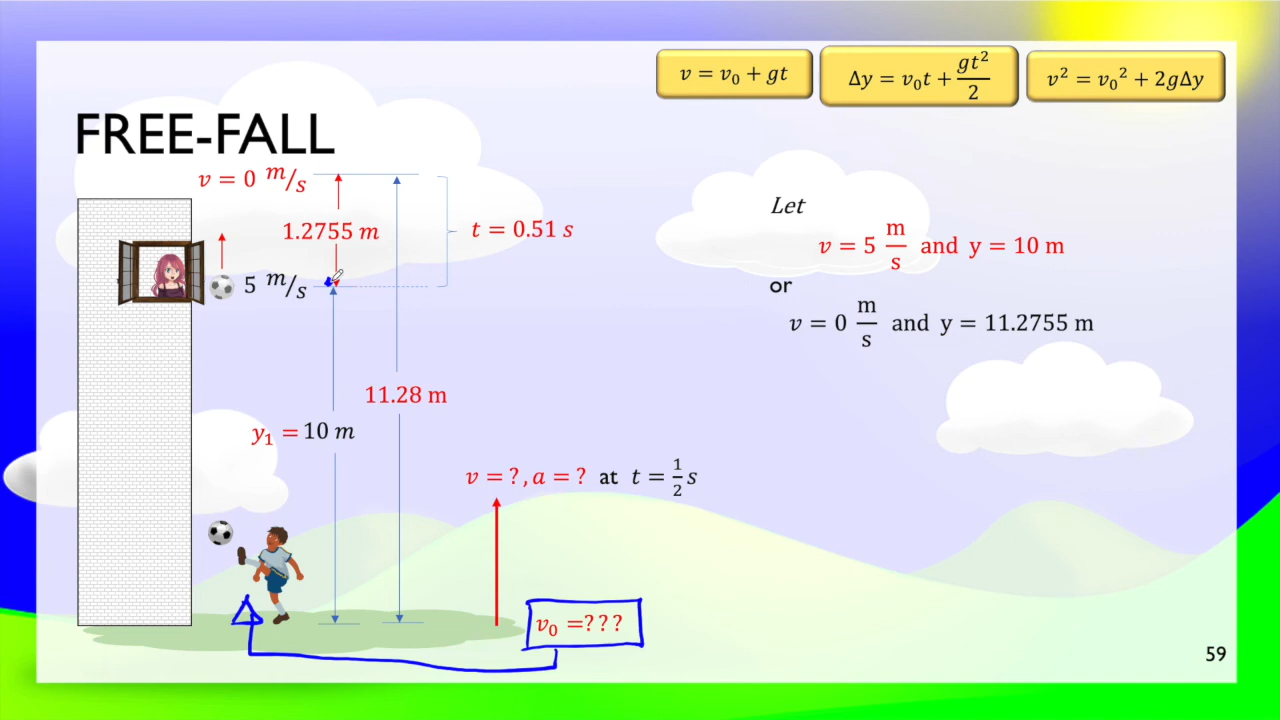 v = v₀ + gt
Δy = v₀t + gt²/2
v² = v₀² + 2gΔy
FREE-FALL
v = 0 m/s
1.2755 m
t = 0.51 s
5 m/s
11.28 m
y₁ = 10 m
v = ? , a = ? at t = 1/2 s
v₀ =???
Let
v = 5 m/s and y = 10 m
or
v = 0 m/s and y = 11.2755 m
59